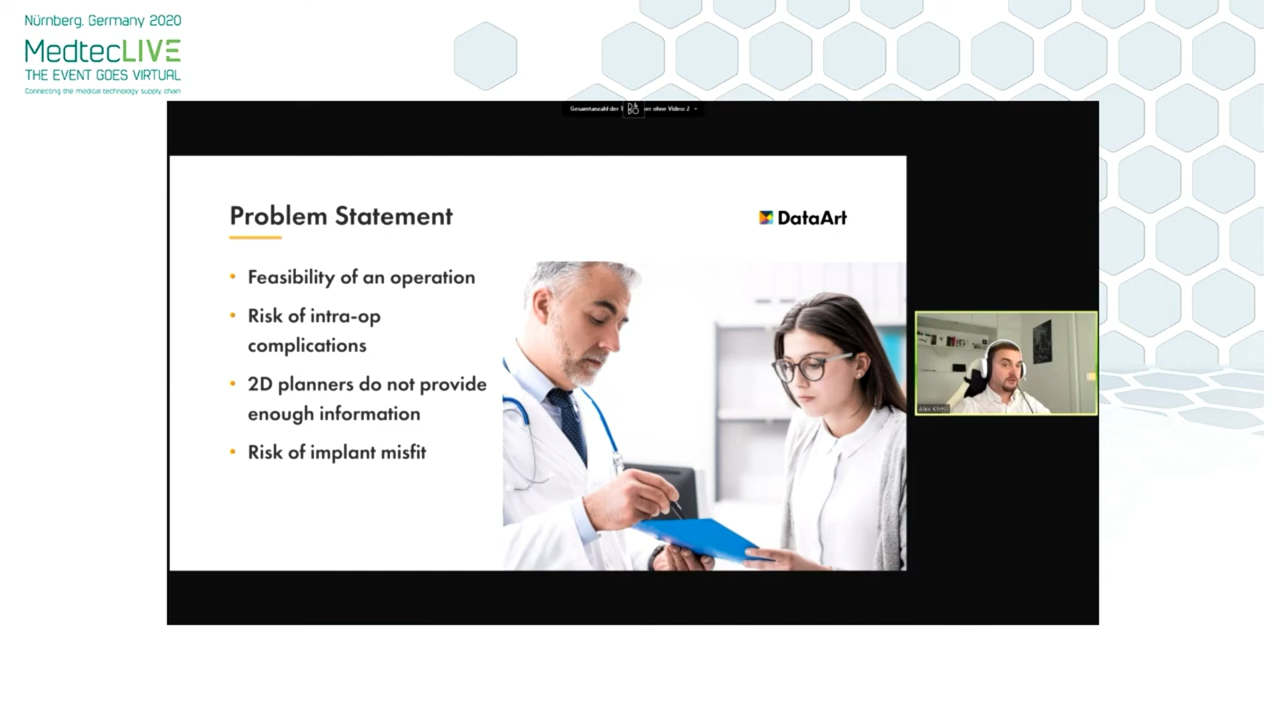 Nürnberg, Germany 2020
MedtecLIVE
THE EVENT GOES VIRTUAL
Connecting the medical technology supply chain
Gesamtanzahl der ohne Video: 2
Problem Statement
DataArt
• Feasibility of an operation
• Risk of intra-op
complications
• 2D planners do not provide
enough information
• Risk of implant misfit
Alex